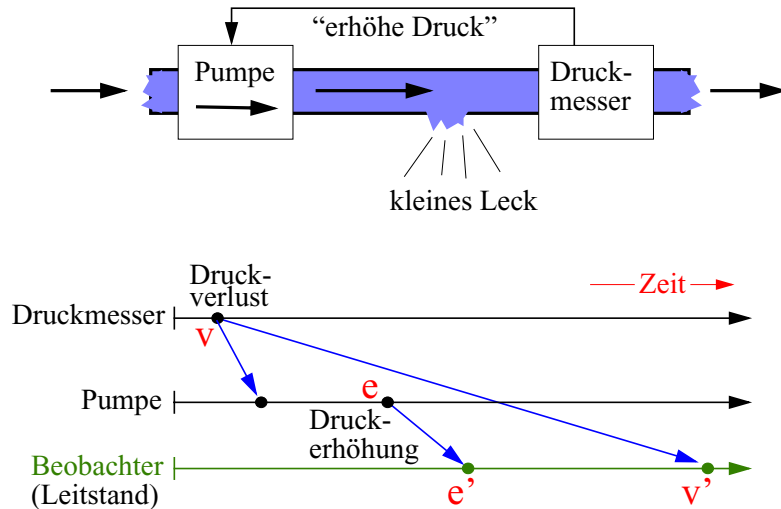 “erhöhe Druck”
Pumpe
Druck-
messer
kleines Leck
Druck-
verlust
Zeit
Druckmesser
v
e
Pumpe
Druck-
erhöhung
Beobachter
(Leitstand)
e’
v’